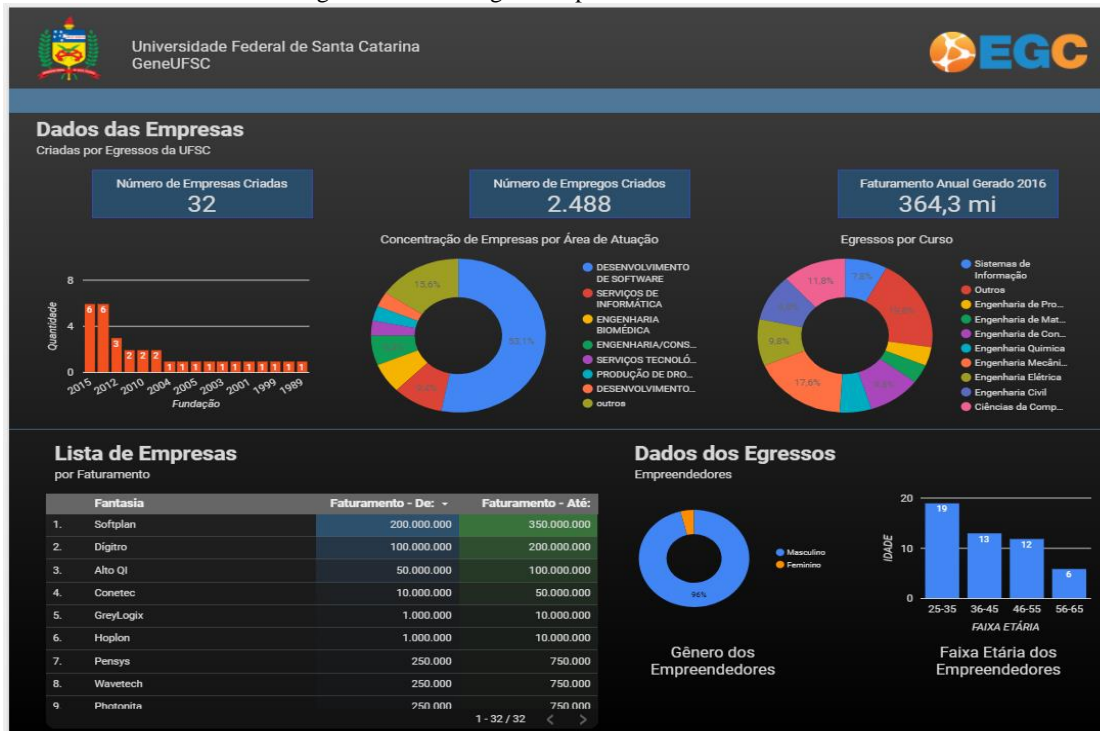 Universidade Federal de Santa Catarina
GeneUFSC
EGC
Dados das Empresas
Criadas por Egressos da UFSC
Número de Empresas Criadas
32
Número de Empregos Criados
2.488
Faturamento Anual Gerado 2016
364,3 mi
8
4
0
Quantidade
6 6 3 2 2 2 1 1 1 1 1 1 1 1 1
2015 2012 2010 2004 2005 2003 2001 1999 1989
Fundação
Concentração de Empresas por Área de Atuação
15,6%
53,1%
9,4%
DESENVOLVIMENTO
DE SOFTWARE
SERVIÇOS DE
INFORMÁTICA
ENGENHARIA
BIOMÉDICA
ENGENHARIA/CONS...
SERVIÇOS TECNOLÓ...
PRODUÇÃO DE DRO...
DESENVOLVIMENTO...
outros
Egressos por Curso
11,8%
7,8%
9,8%
17,6%
Sistemas de
Informação
Outros
Engenharia de Pro...
Engenharia de Mat...
Engenharia de Con...
Engenharia Química
Engenharia Mecâni...
Engenharia Elétrica
Engenharia Civil
Ciências da Comp...
Lista de Empresas
por Faturamento
Fantasia Faturamento - De: Faturamento - Até:
1. Softplan 200.000.000 350.000.000
2. Dígitro 100.000.000 200.000.000
3. Alto QI 50.000.000 100.000.000
4. Conetec 10.000.000 50.000.000
5. GreyLogix 1.000.000 10.000.000
6. Hoplon 1.000.000 10.000.000
7. Pensys 250.000 750.000
8. Wavetech 250.000 750.000
9. Photonita 250.000 750.000
1 - 32 / 32 < >
Dados dos Egressos
Empreendedores
96%
Masculino
Feminino
Gênero dos
Empreendedores
20
10
0
IDADE
19 13 12 6
25-35 36-45 46-55 56-65
FAIXA ETÁRIA
Faixa Etária dos
Empreendedores